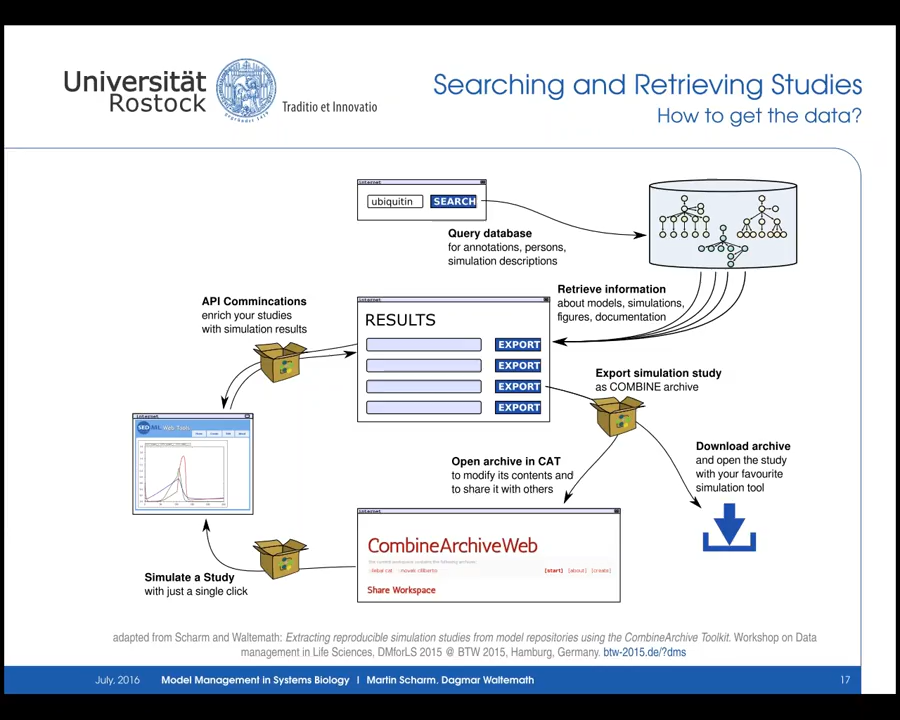 Universität
Rostock
Traditio et Innovatio
Searching and Retrieving Studies
How to get the data?
internet
ubiquitin
SEARCH
Query database
for annotations, persons,
simulation descriptions
Retrieve information
about models, simulations,
figures, documentation
API Commincations
enrich your studies
with simulation results
internet
RESULTS
EXPORT
EXPORT
EXPORT
EXPORT
Export simulation study
as COMBINE archive
internet
Web Tools
Open archive in CAT
to modify its contents and
to share it with others
Download archive
and open the study
with your favourite
simulation tool
internet
CombineArchiveWeb
[start] [about] [create]
Share Workspace
Simulate a Study
with just a single click
adapted from Scharm and Waltemath: Extracting reproducible simulation studies from model repositories using the CombineArchive Toolkit. Workshop on Data
management in Life Sciences, DMforLS 2015 @ BTW 2015, Hamburg, Germany. btw-2015.de/?dms
July, 2016 Model Management in Systems Biology | Martin Scharm, Dagmar Waltemath 17